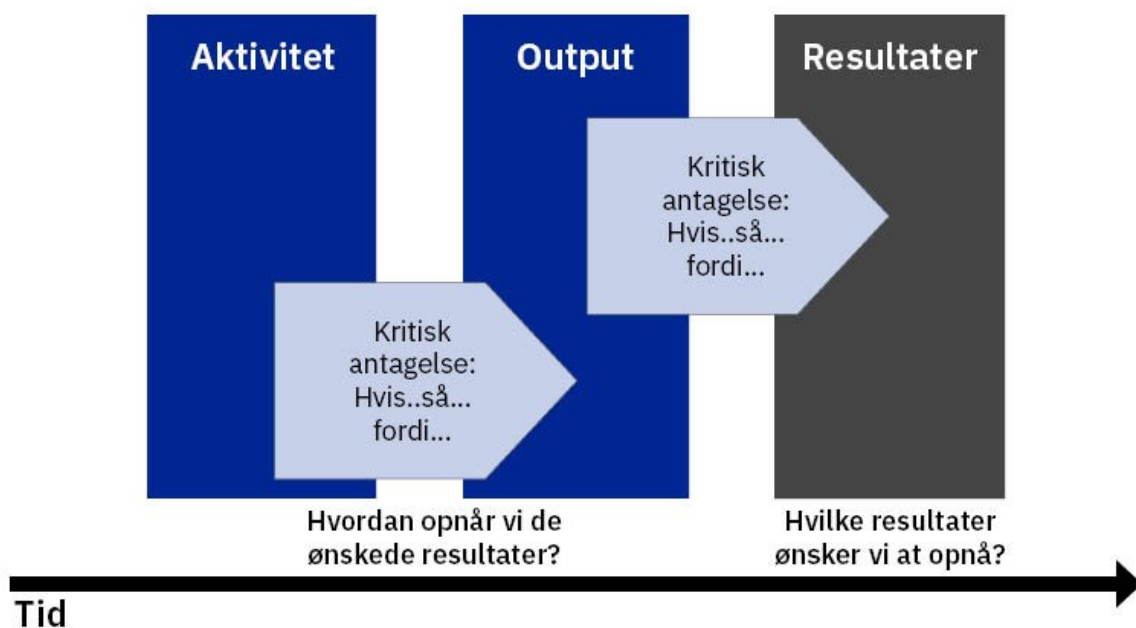 Aktivitet
Output
Resultater
Kritisk
antagelse:
Hvis..så...
fordi...
Kritisk
antagelse:
Hvis..så...
fordi...
Hvordan opnår vi de
ønskede resultater?
Hvilke resultater
ønsker vi at opnå?
Tid